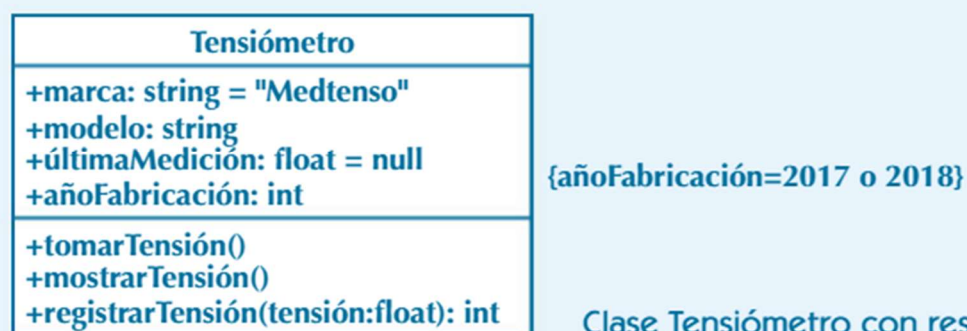 Tensiómetro
+marca: string = "Medtenso"
+modelo: string
+últimaMedición: float = null
+añoFabricación: int
{añoFabricación=2017 o 2018}
+tomarTensión()
+mostrarTensión()
+registrarTensión(tensión:float): int
Clase Tensiómetro con